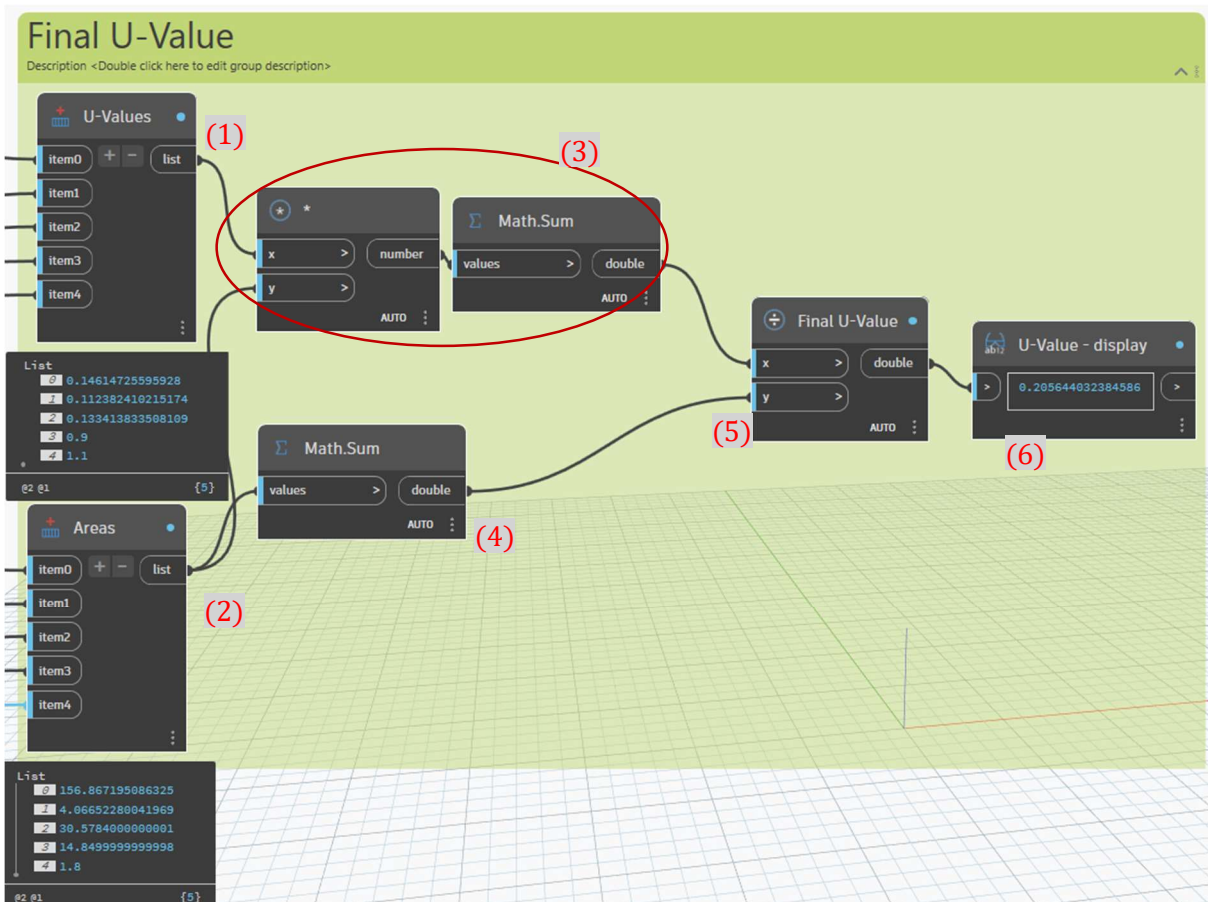 Final U-Value
Description <Double click here to edit group description>
U-Values
item0 + − list
item1
item2
item3
item4
(1)
List
0 0.14614725595928
1 0.112382410215174
2 0.133413833508109
3 0.9
4 1.1
@2 @1 {5}
Areas
item0 + − list
item1
item2
item3
item4
(2)
List
0 156.867195086325
1 4.06652280041969
2 30.5784000000001
3 14.8499999999998
4 1.8
@2 @1 {5}
(3)
* *
x > number
y >
AUTO
Σ Math.Sum
values > double
AUTO
Σ Math.Sum
values > double
AUTO
(4)
÷ Final U-Value
x > double
y >
AUTO
(5)
ab12 U-Value - display
> 0.205644032384586 >
(6)